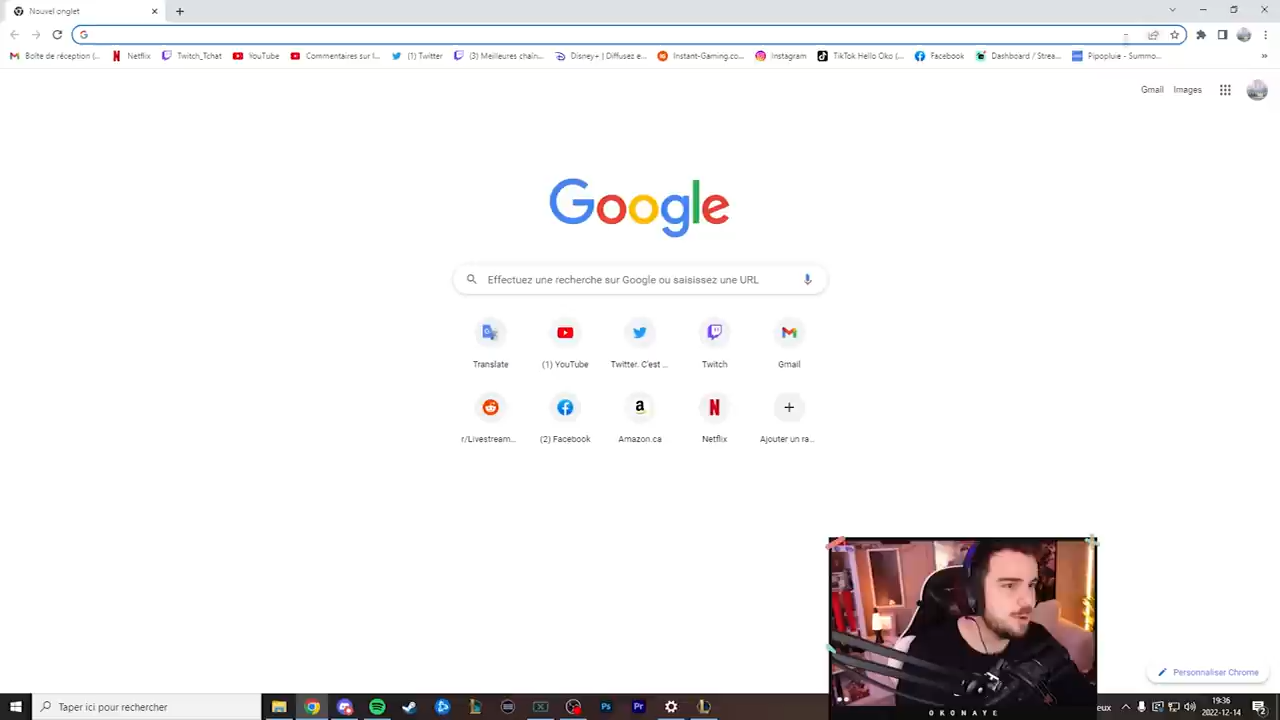 Nouvel onglet
Boîte de réception (...
Netflix
Twitch_Tchat
YouTube
Commentaires sur l...
(1) Twitter
(3) Meilleures chaîn...
Disney+ | Diffusez e...
Instant-Gaming.co...
Instagram
TikTok Hello Oko (...
Facebook
Dashboard / Strea...
Pipopluie - Summo...
Gmail
Images
Google
Effectuez une recherche sur Google ou saisissez une URL
Translate
(1) YouTube
Twitter. C'est ...
Twitch
Gmail
r/Livestream...
(2) Facebook
Amazon.ca
Netflix
Ajouter un ra...
Personnaliser Chrome
OKONAYE
Taper ici pour rechercher
eux
19:36
2022-12-14